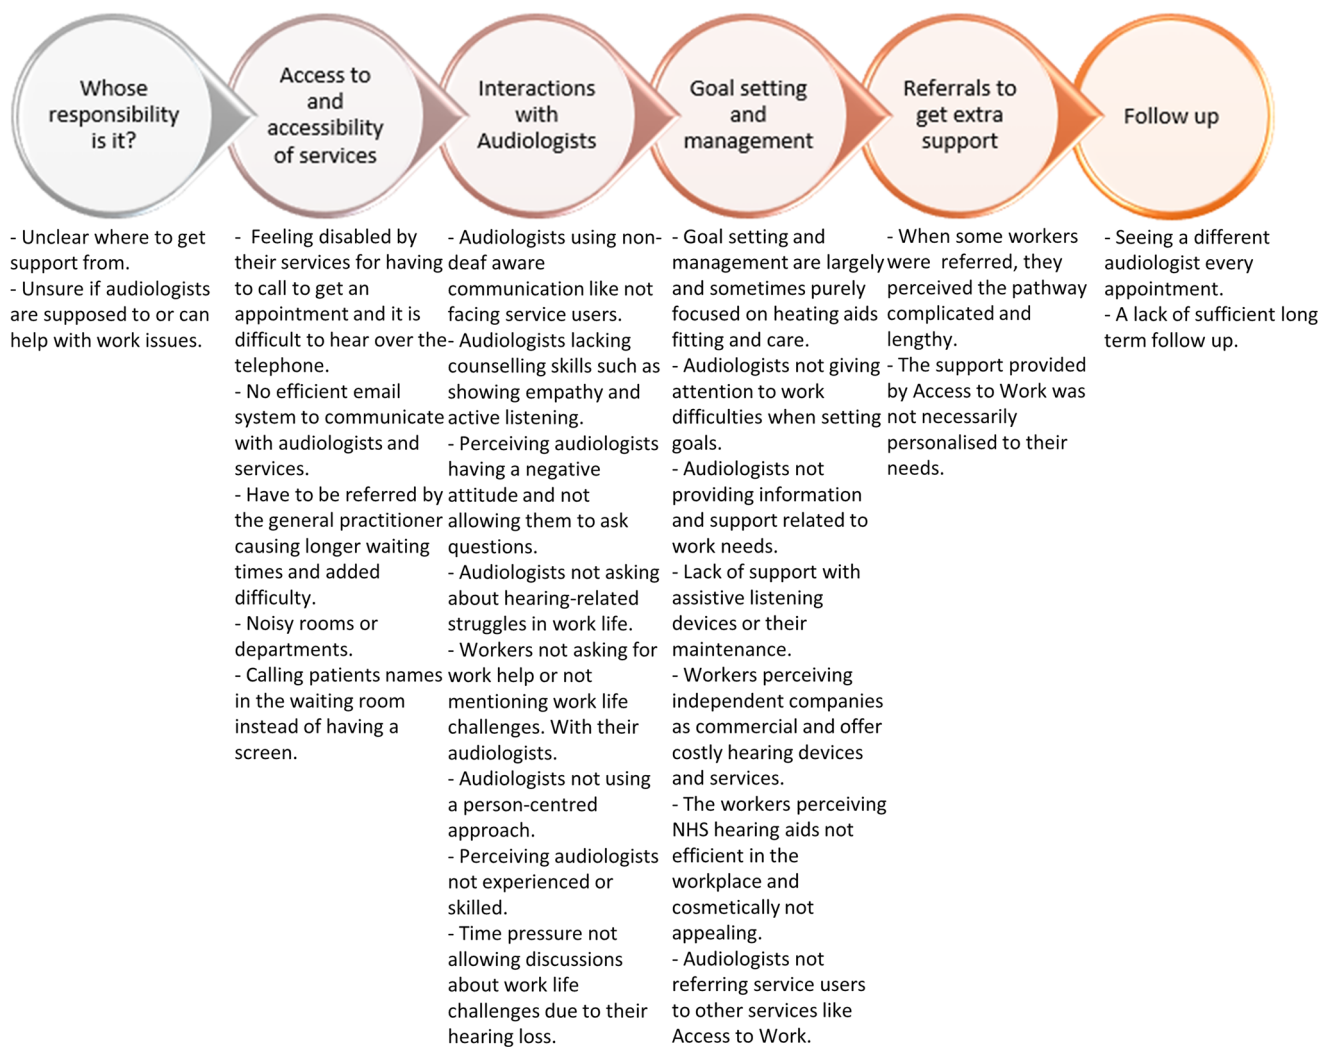 Whose
responsibility
is it?
Access to
and
accessibility
of services
Interactions
with
Audiologists
Goal setting
and
management
Referrals to
get extra
support
Follow up
- Unclear where to get
support from.
- Unsure if audiologists
are supposed to or can
help with work issues.
- Feeling disabled by
their services for having
to call to get an
appointment and it is
difficult to hear over the
telephone.
- No efficient email
system to communicate
with audiologists and
services.
- Have to be referred by
the general practitioner
causing longer waiting
times and added
difficulty.
- Noisy rooms or
departments.
- Calling patients names
in the waiting room
instead of having a
screen.
- Audiologists using non-
deaf aware
communication like not
facing service users.
- Audiologists lacking
counselling skills such as
showing empathy and
active listening.
- Perceiving audiologists
having a negative
attitude and not
allowing them to ask
questions.
- Audiologists not asking
about hearing-related
struggles in work life.
- Workers not asking for
work help or not
mentioning work life
challenges. With their
audiologists.
- Audiologists not using
a person-centred
approach.
- Perceiving audiologists
not experienced or
skilled.
- Time pressure not
allowing discussions
about work life
challenges due to their
hearing loss.
- Goal setting and
management are largely
and sometimes purely
focused on heating aids
fitting and care.
- Audiologists not giving
attention to work
difficulties when setting
goals.
- Audiologists not
providing information
and support related to
work needs.
- Lack of support with
assistive listening
devices or their
maintenance.
- Workers perceiving
independent companies
as commercial and offer
costly hearing devices
and services.
- The workers perceiving
NHS hearing aids not
efficient in the
workplace and
cosmetically not
appealing.
- Audiologists not
referring service users
to other services like
Access to Work.
- When some workers
were referred, they
perceived the pathway
complicated and
lengthy.
- The support provided
by Access to Work was
not necessarily
personalised to their
needs.
- Seeing a different
audiologist every
appointment.
- A lack of sufficient long
term follow up.